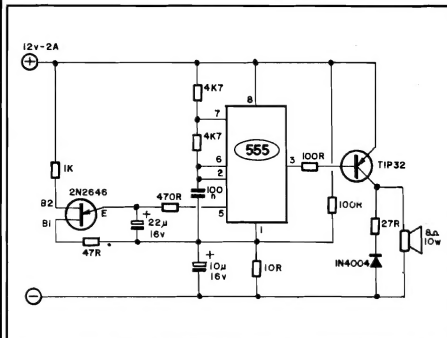 12v-2A
4K7
7
8
4K7
555
1K
6
2
3
100R
TIP32
2N2646
B2
E
470R
100
n
5
100R
B1
22µ
16v
1
27R
8Ω
10w
47R
10µ
16v
10R
1N4004